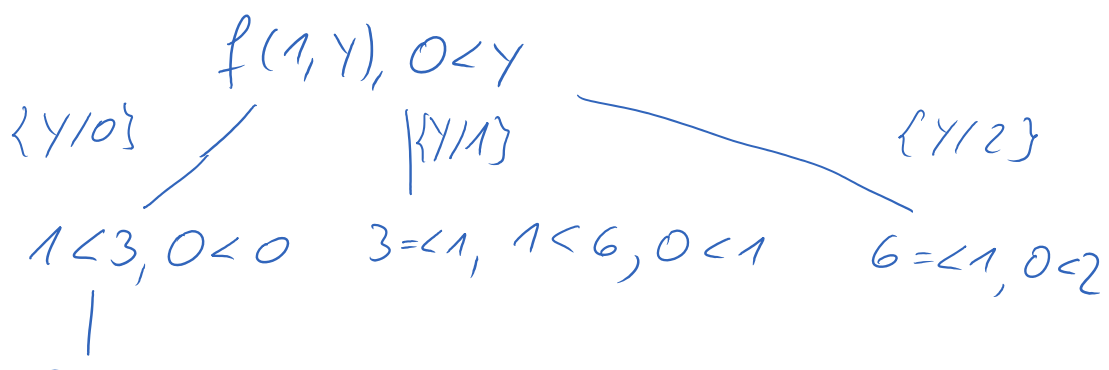 f(1,Y), 0<Y
{Y/0} {Y/1} {Y/2}
1<3, 0<0 3=<1, 1<6, 0<1 6=<1, 0<2